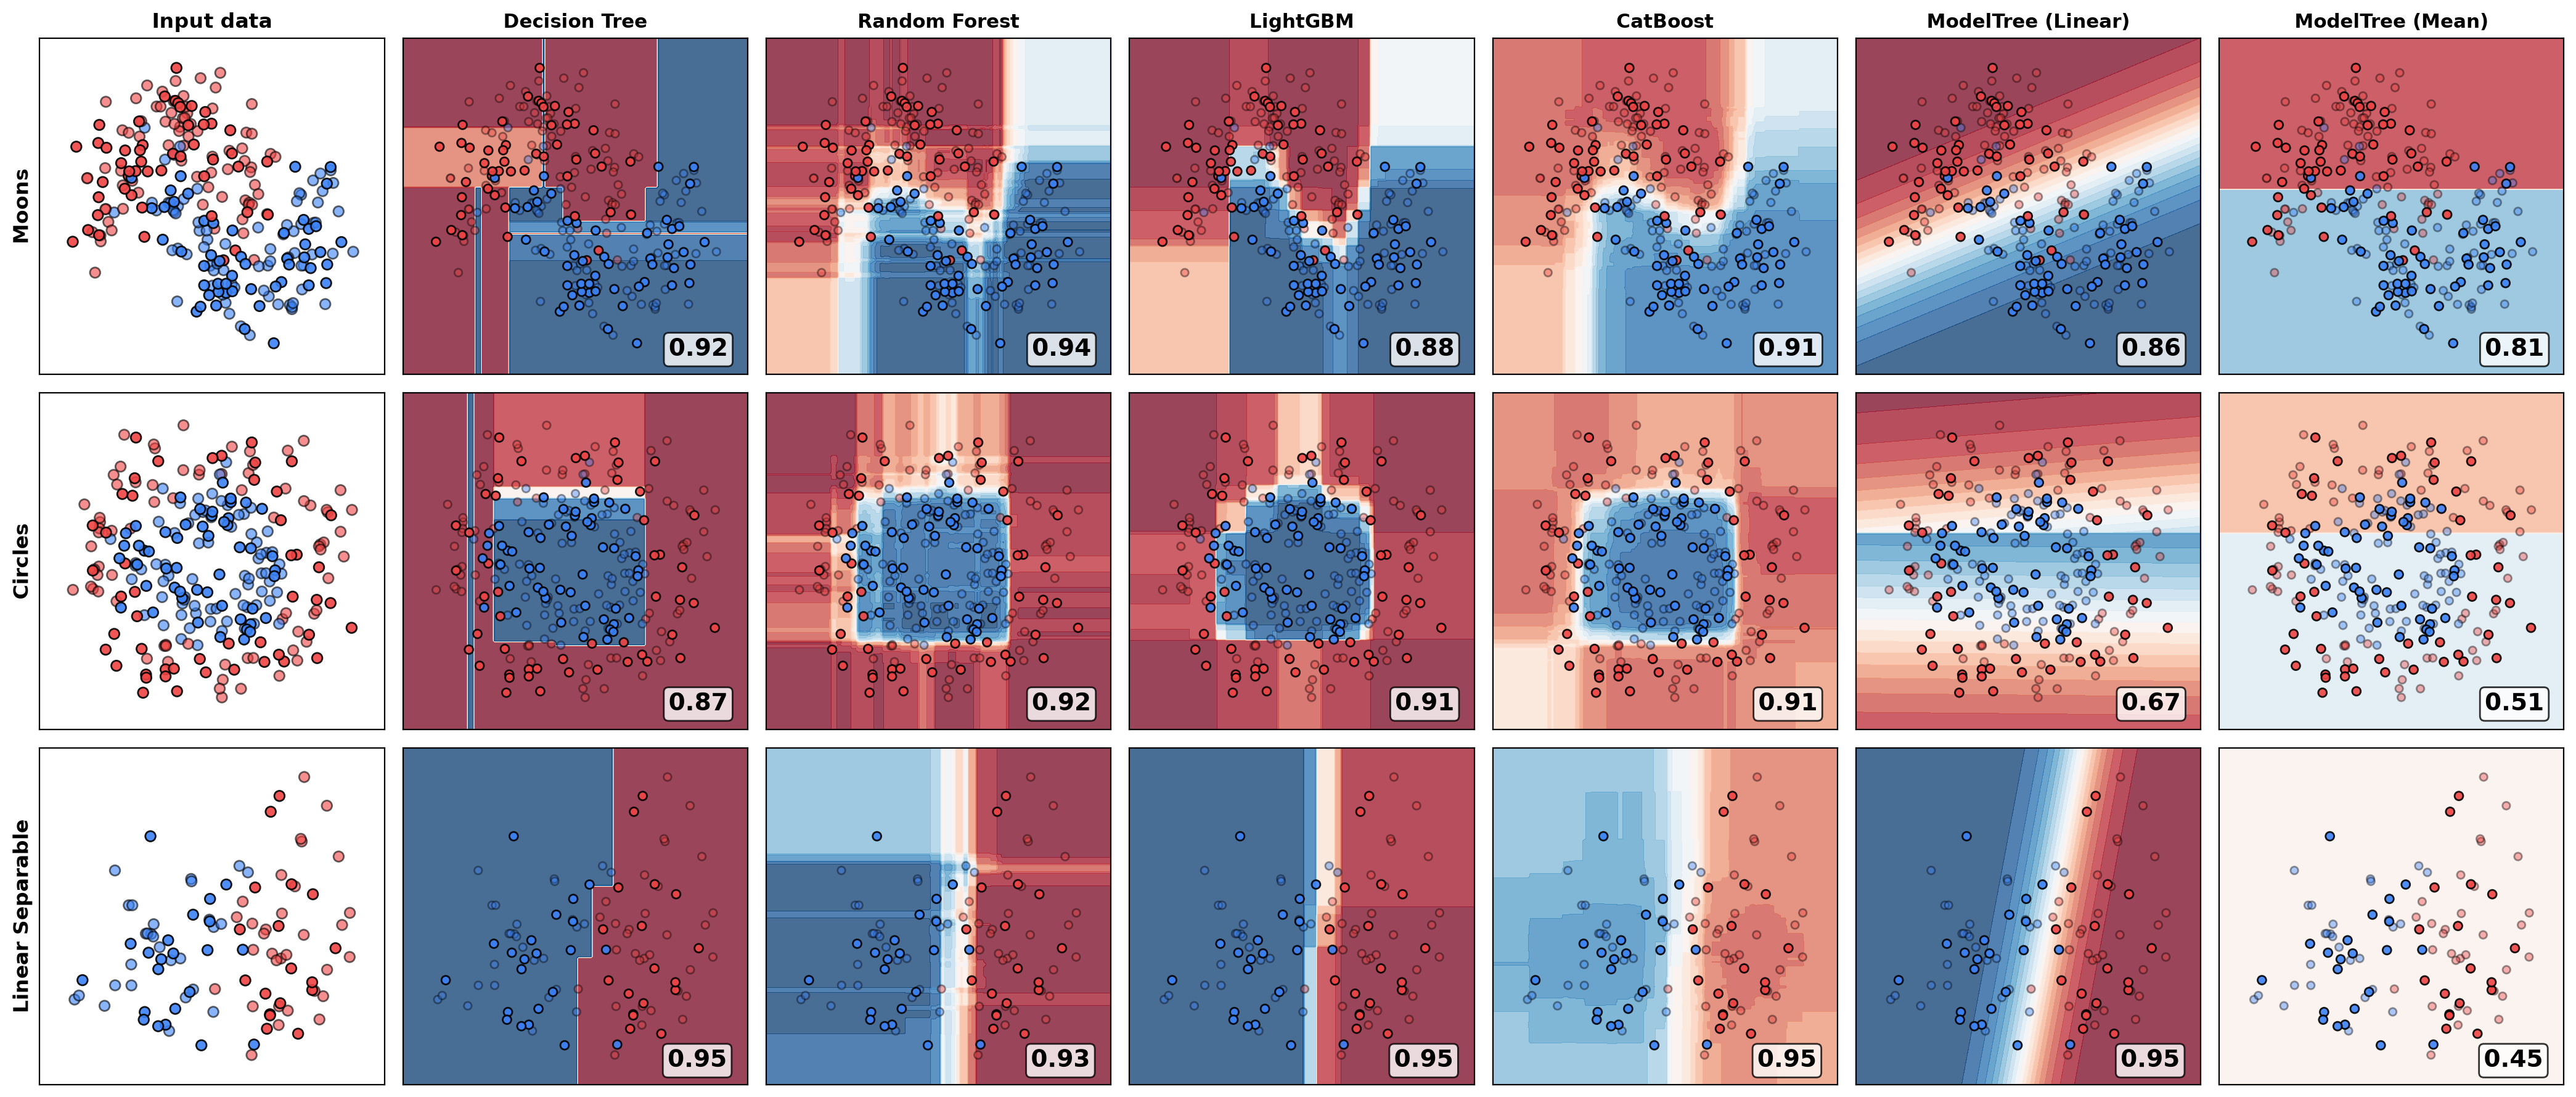 Input data
Decision Tree
Random Forest
LightGBM
CatBoost
ModelTree (Linear)
ModelTree (Mean)
Moons
0.92
0.94
0.88
0.91
0.86
0.81
Circles
0.87
0.92
0.91
0.91
0.67
0.51
Linear Separable
0.95
0.93
0.95
0.95
0.95
0.45